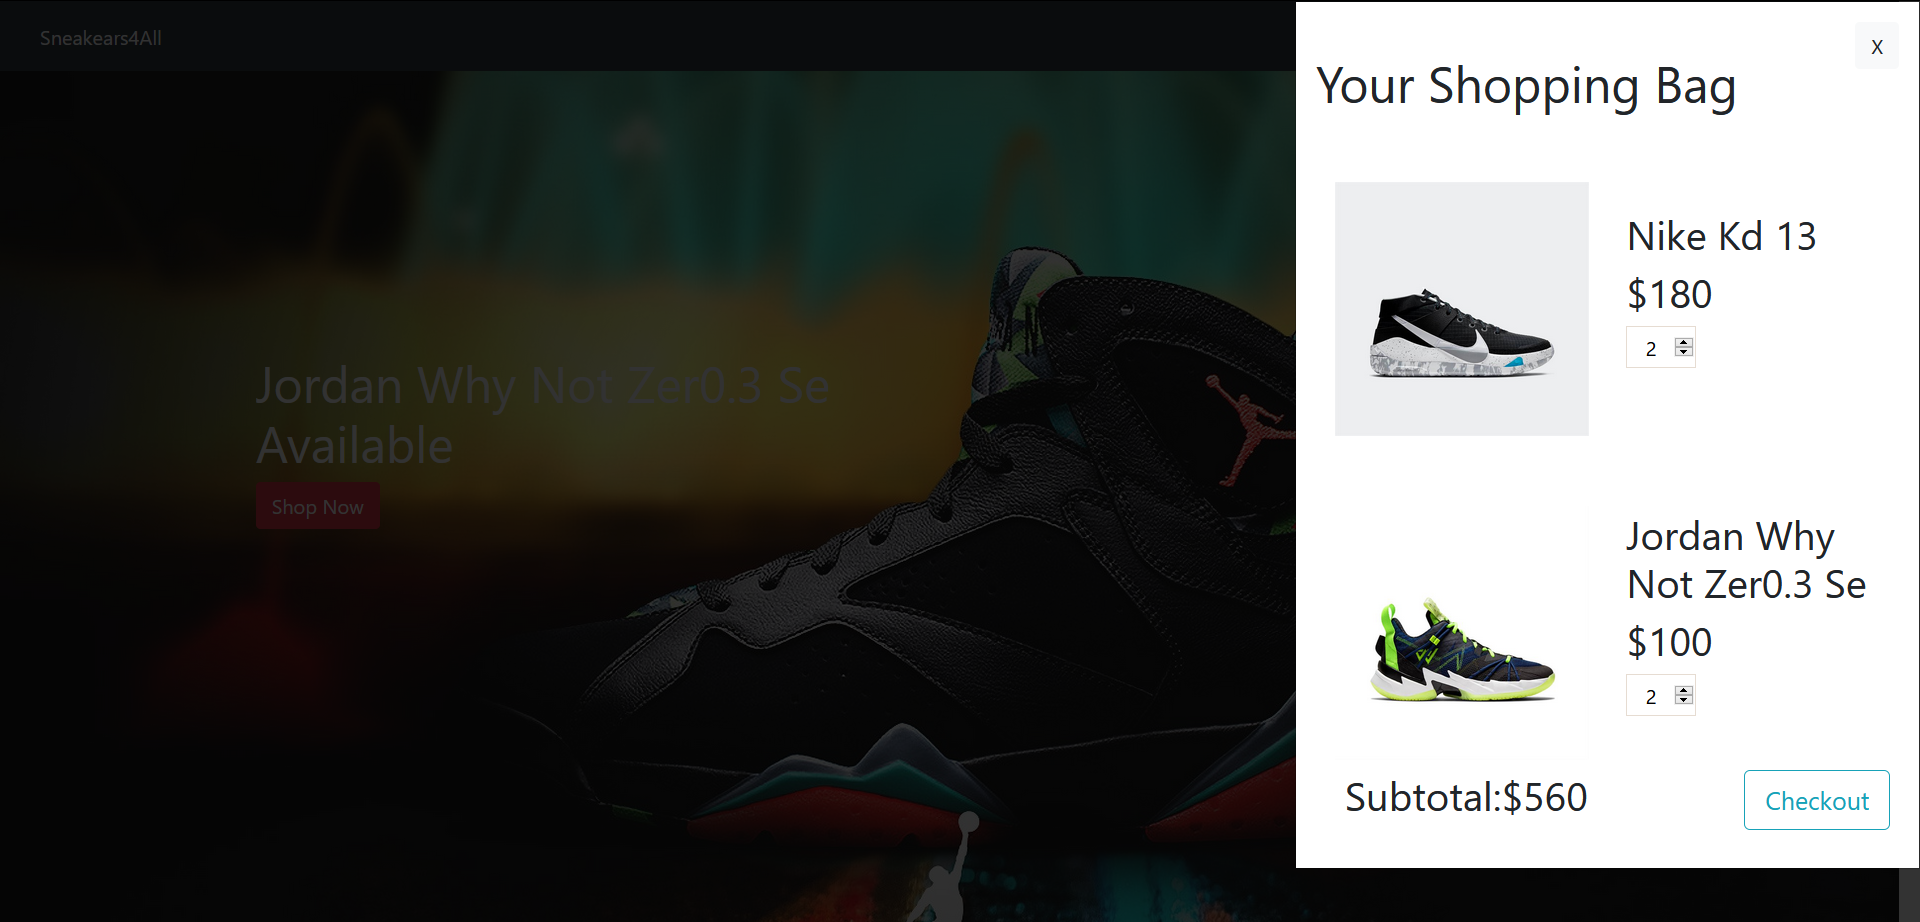 Sneakears4All
Jordan Why Not Zer0.3 Se
Available
Shop Now
X
Your Shopping Bag
Nike Kd 13
$180
2
Jordan Why
Not Zer0.3 Se
$100
2
Subtotal:$560
Checkout